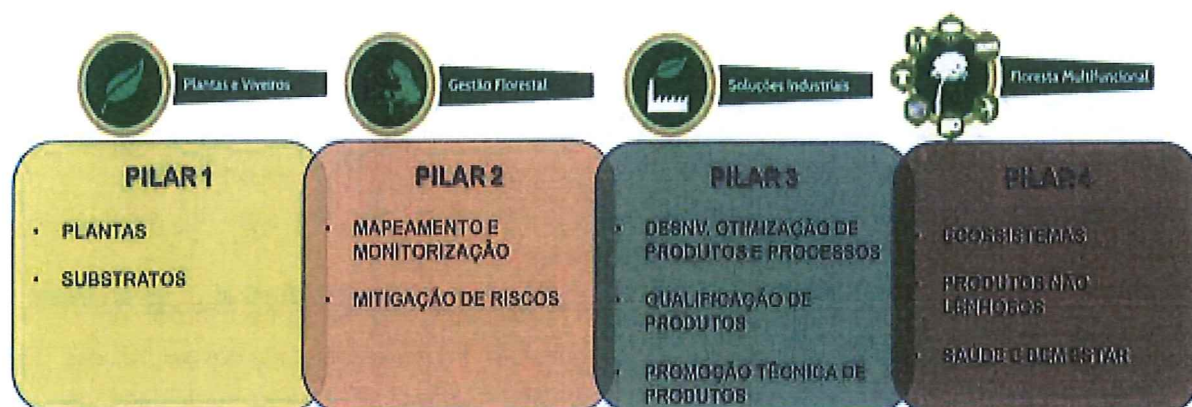 Plantas e Viveiros
Gestão Florestal
Soluções Industriais
Floresta Multifuncional
PILAR 1
• PLANTAS
• SUBSTRATOS
PILAR 2
• MAPEAMENTO E
MONITORIZAÇÃO
• MITIGAÇÃO DE RISCOS
PILAR 3
• DESNV. OTIMIZAÇÃO DE
PRODUTOS E PROCESSOS
• QUALIFICAÇÃO DE
PRODUTOS
• PROMOÇÃO TÉCNICA DE
PRODUTOS
PILAR 4
• ECOSSISTEMAS
• PRODUTOS NÃO
LENHOSOS
• SAÚDE E BEM ESTAR